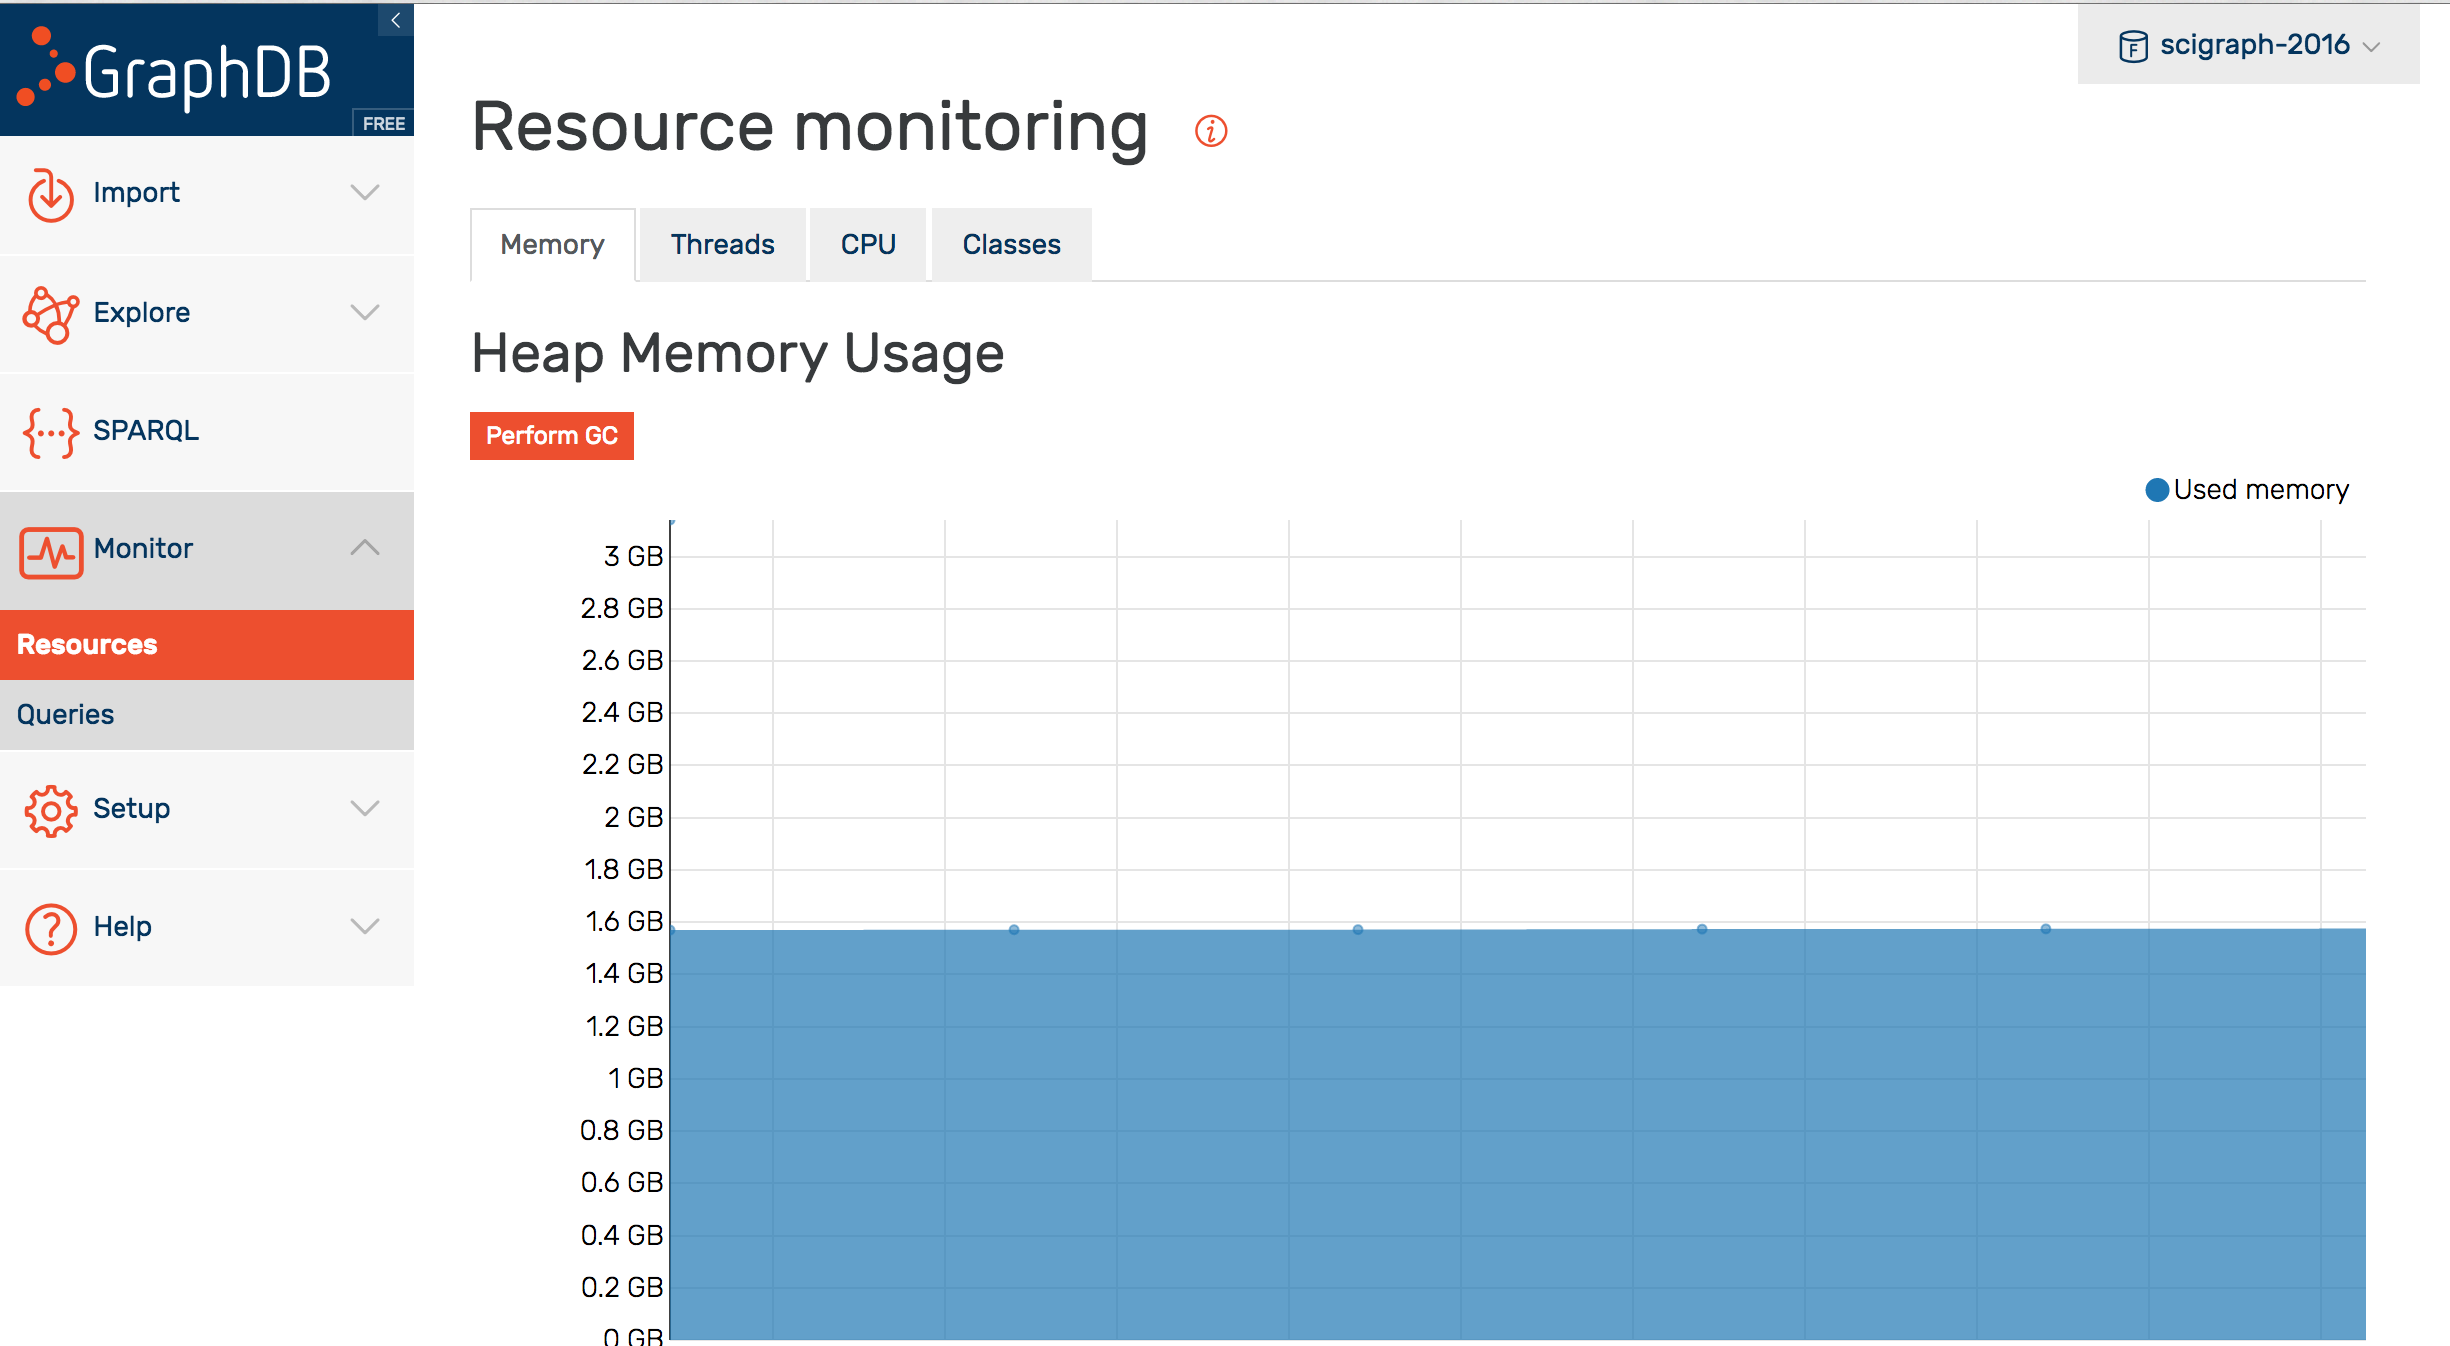 GraphDB
FREE
scigraph-2016
Import
Explore
SPARQL
Monitor
Resources
Queries
Setup
Help
Resource monitoring
Memory Threads CPU Classes
Heap Memory Usage
Perform GC
Used memory
3 GB
2.8 GB
2.6 GB
2.4 GB
2.2 GB
2 GB
1.8 GB
1.6 GB
1.4 GB
1.2 GB
1 GB
0.8 GB
0.6 GB
0.4 GB
0.2 GB
0 GB